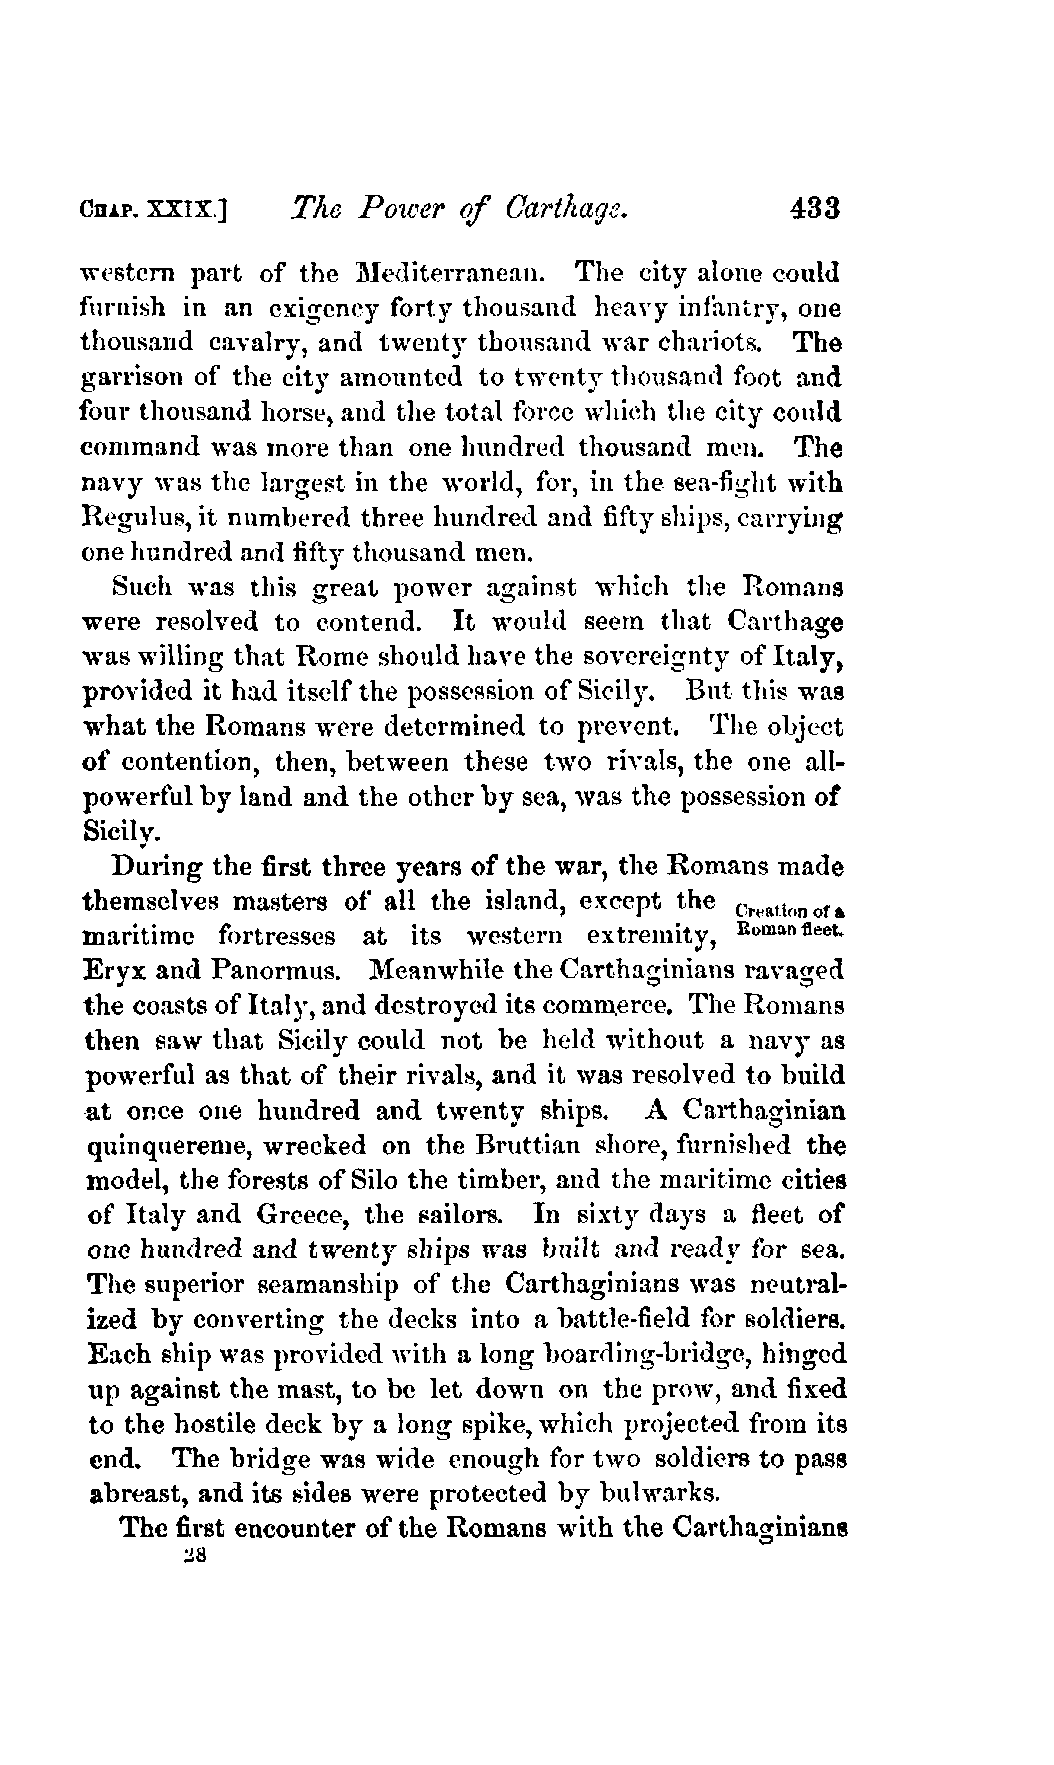 CHAP. XXIX.] The Power of Carthage. 433
western part of the Mediterranean. The city alone could
furnish in an exigency forty thousand heavy infantry, one
thousand cavalry, and twenty thousand war chariots. The
garrison of the city amounted to twenty thousand foot and
four thousand horse, and the total force which the city could
command was more than one hundred thousand men. The
navy was the largest in the world, for, in the sea-fight with
Regulus, it numbered three hundred and fifty ships, carrying
one hundred and fifty thousand men.
Such was this great power against which the Romans
were resolved to contend. It would seem that Carthage
was willing that Rome should have the sovereignty of Italy,
provided it had itself the possession of Sicily. But this was
what the Romans were determined to prevent. The object
of contention, then, between these two rivals, the one all-
powerful by land and the other by sea, was the possession of
Sicily.
During the first three years of the war, the Romans made
themselves masters of all the island, except the
maritime fortresses at its western extremity,
Creation of a
Roman fleet.
Eryx and Panormus. Meanwhile the Carthaginians ravaged
the coasts of Italy, and destroyed its commerce. The Romans
then saw that Sicily could not be held without a navy as
powerful as that of their rivals, and it was resolved to build
at once one hundred and twenty ships. A Carthaginian
quinquereme, wrecked on the Bruttian shore, furnished the
model, the forests of Silo the timber, and the maritime cities
of Italy and Greece, the sailors. In sixty days a fleet of
one hundred and twenty ships was built and ready for sea.
The superior seamanship of the Carthaginians was neutral-
ized by converting the decks into a battle-field for soldiers.
Each ship was provided with a long boarding-bridge, hinged
up against the mast, to be let down on the prow, and fixed
to the hostile deck by a long spike, which projected from its
end. The bridge was wide enough for two soldiers to pass
abreast, and its sides were protected by bulwarks.
The first encounter of the Romans with the Carthaginians
28